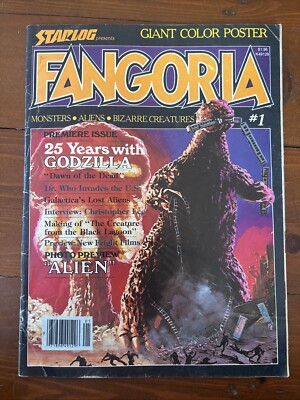 STARLOG PRESENTS
GIANT COLOR POSTER
$1.95
FANGORIA
MONSTERS • ALIENS • BIZARRE CREATURES
#1
PREMIERE ISSUE
25 Years with
GODZILLA
"Dawn of the Dead"
Dr. Who Invades the U.S.
Galactica's Lost Aliens
Interview: Christopher Lee
Making of "The Creature
from the Black Lagoon"
Preview: New Fright Films
PHOTO PREVIEW
"ALIEN"